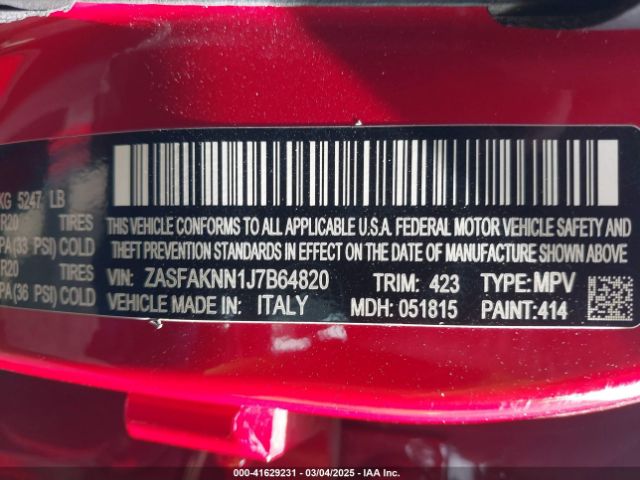 KG 5247 LB
R20 TIRES
PA(33 PSI) COLD
R20 TIRES
PA(36 PSI) COLD
THIS VEHICLE CONFORMS TO ALL APPLICABLE U.S.A. FEDERAL MOTOR VEHICLE SAFETY AND
THEFT PREVENTION STANDARDS IN EFFECT ON THE DATE OF MANUFACTURE SHOWN ABOVE
VIN: ZASFAKNN1J7B64820 TRIM: 423 TYPE: MPV
VEHICLE MADE IN: ITALY MDH: 051815 PAINT: 414
000-41629231 - 03/04/2025 - IAA Inc.